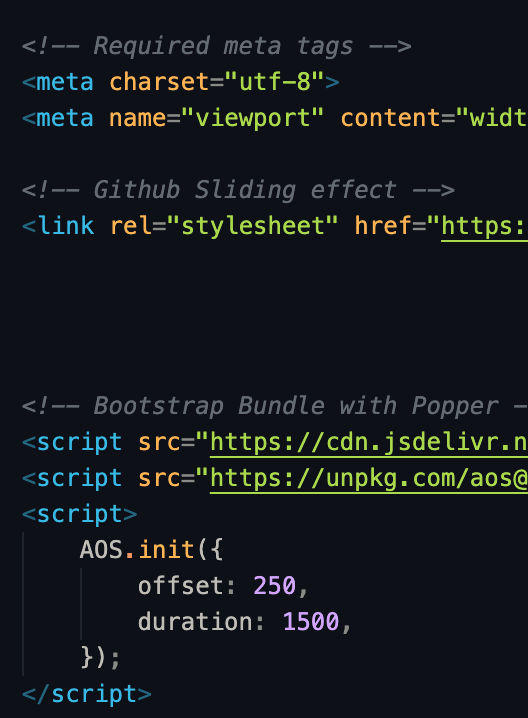 <!-- Required meta tags -->
<meta charset="utf-8">
<meta name="viewport" content="widt
<!-- Github Sliding effect -->
<link rel="stylesheet" href="https:
<!-- Bootstrap Bundle with Popper -
<script src="https://cdn.jsdelivr.n
<script src="https://unpkg.com/aos@
<script>
AOS.init({
offset: 250,
duration: 1500,
});
</script>